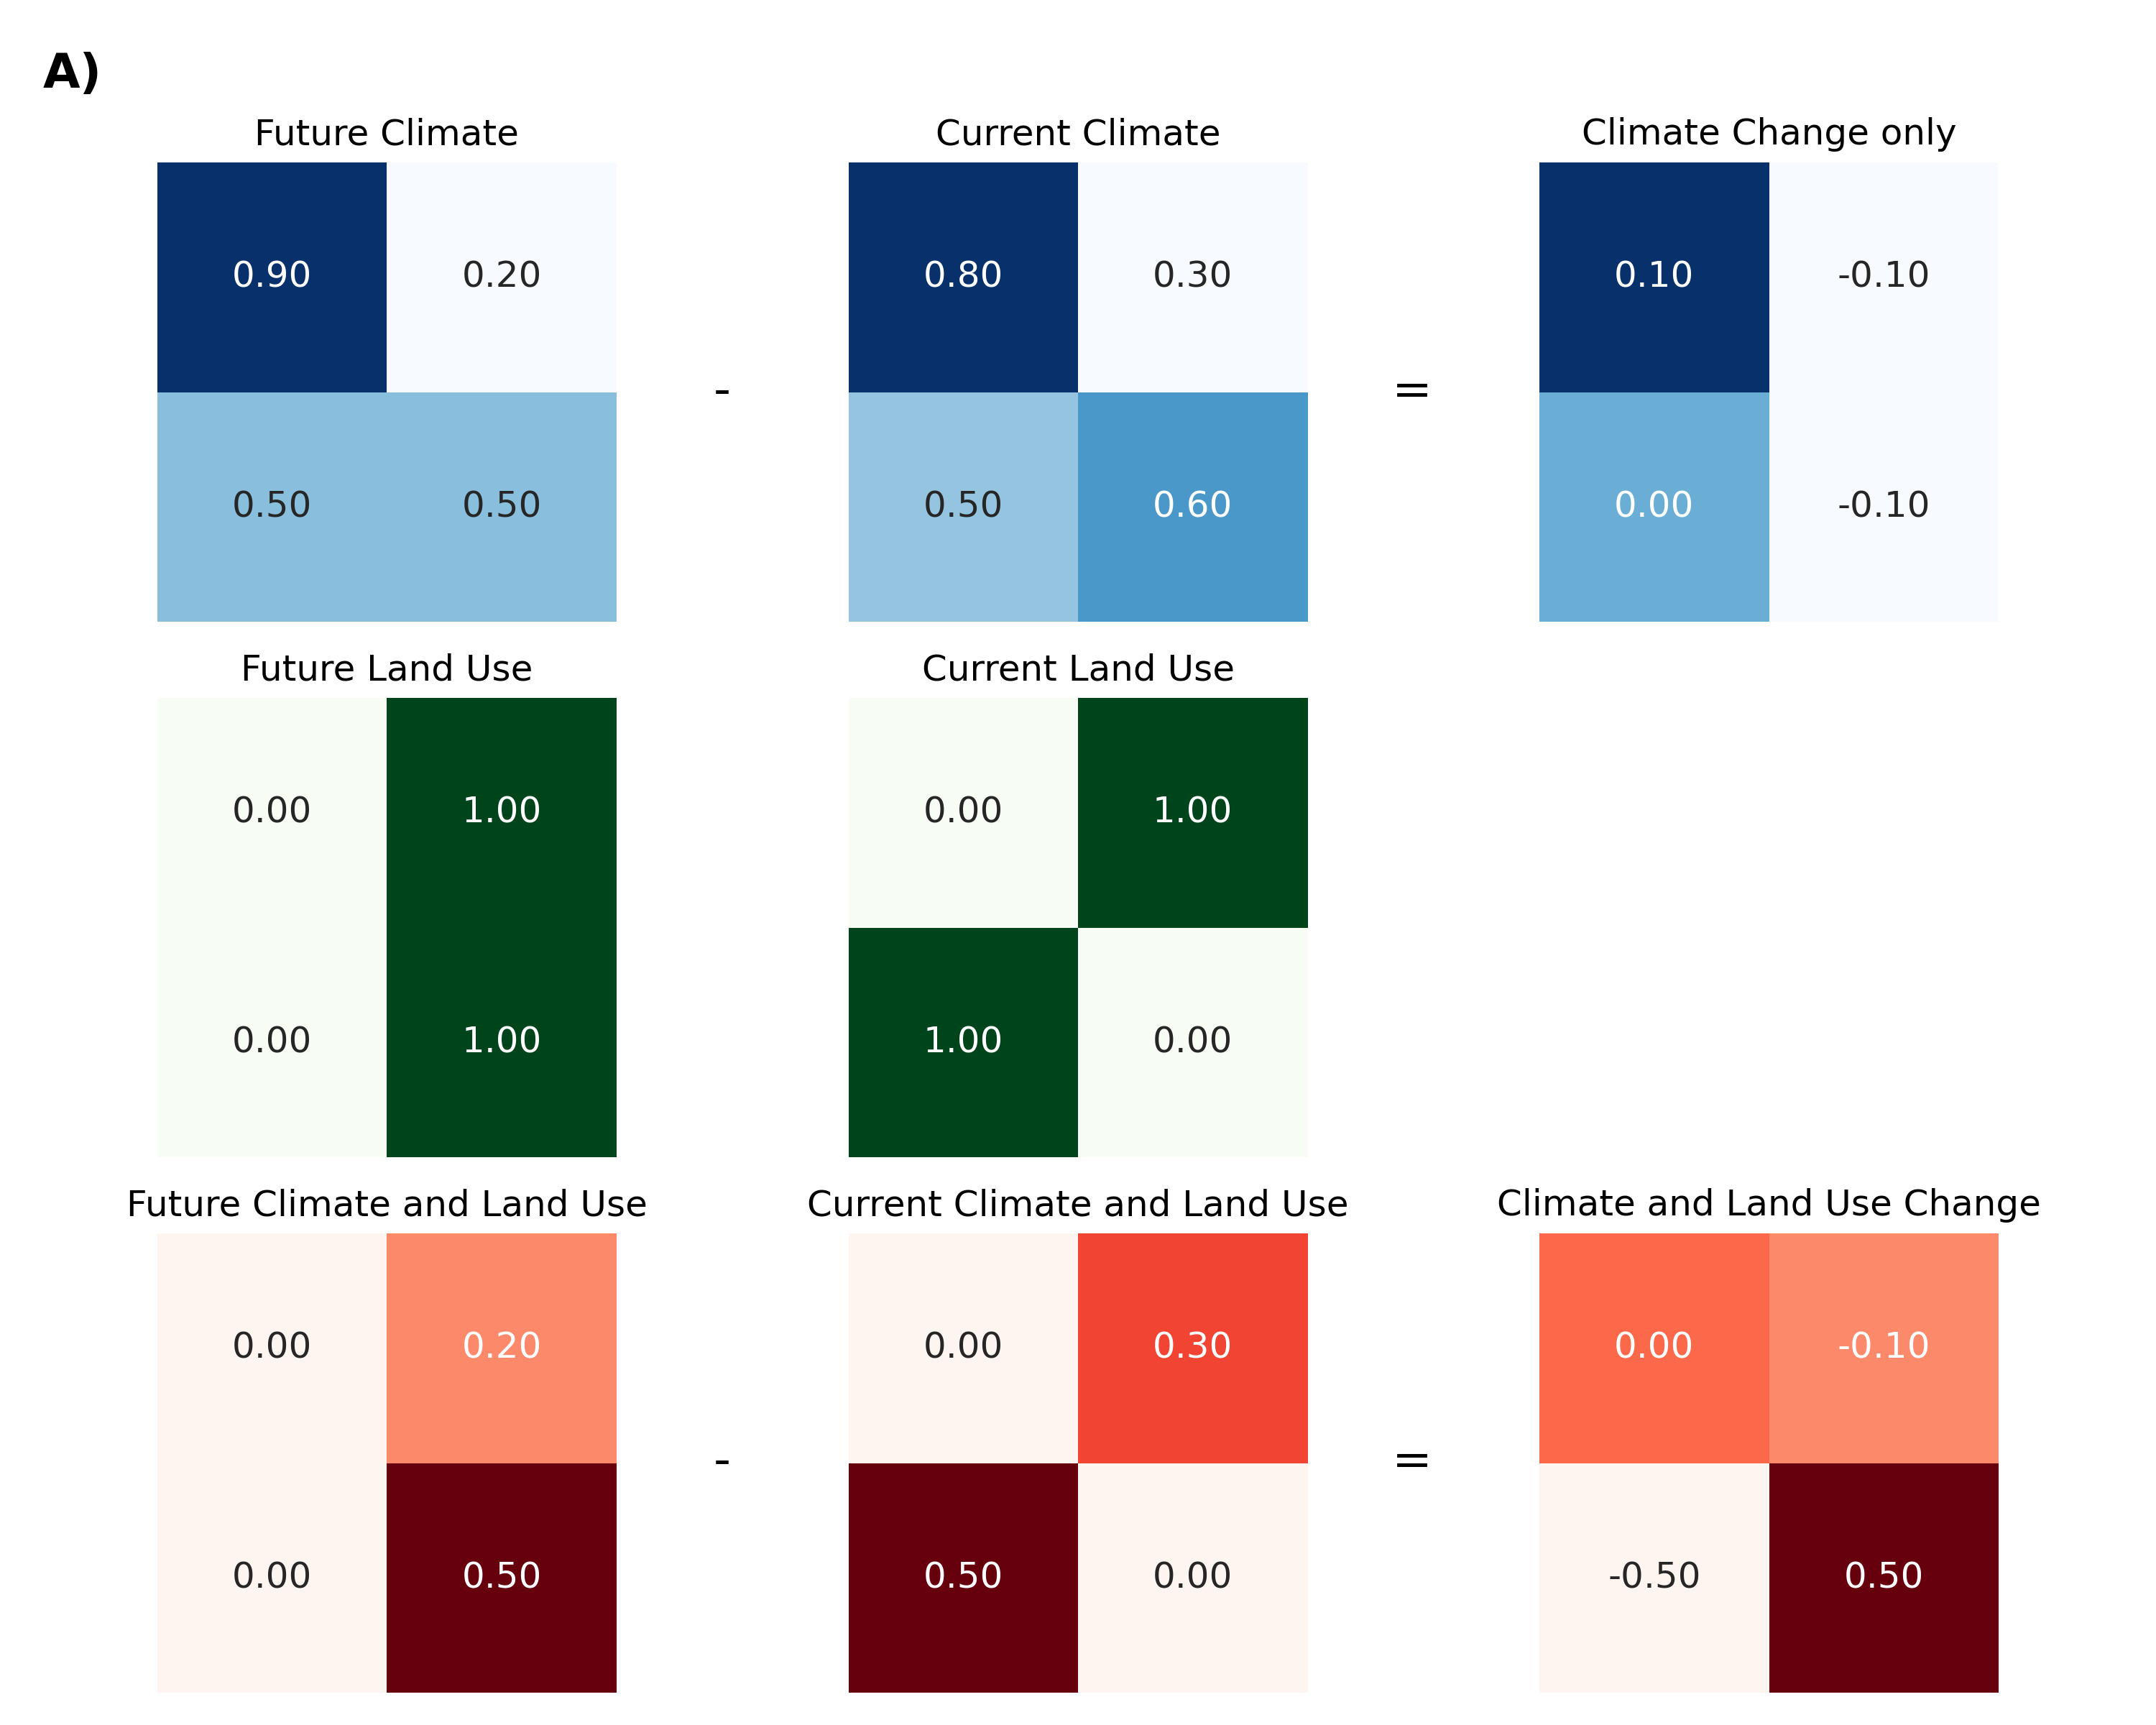 A)
Future Climate Current Climate Climate Change only
0.90 0.20 0.80 0.30 0.10 -0.10
- =
0.50 0.50 0.50 0.60 0.00 -0.10
Future Land Use Current Land Use
0.00 1.00 0.00 1.00
0.00 1.00 1.00 0.00
Future Climate and Land Use Current Climate and Land Use Climate and Land Use Change
0.00 0.20 0.00 0.30 0.00 -0.10
- =
0.00 0.50 0.50 0.00 -0.50 0.50